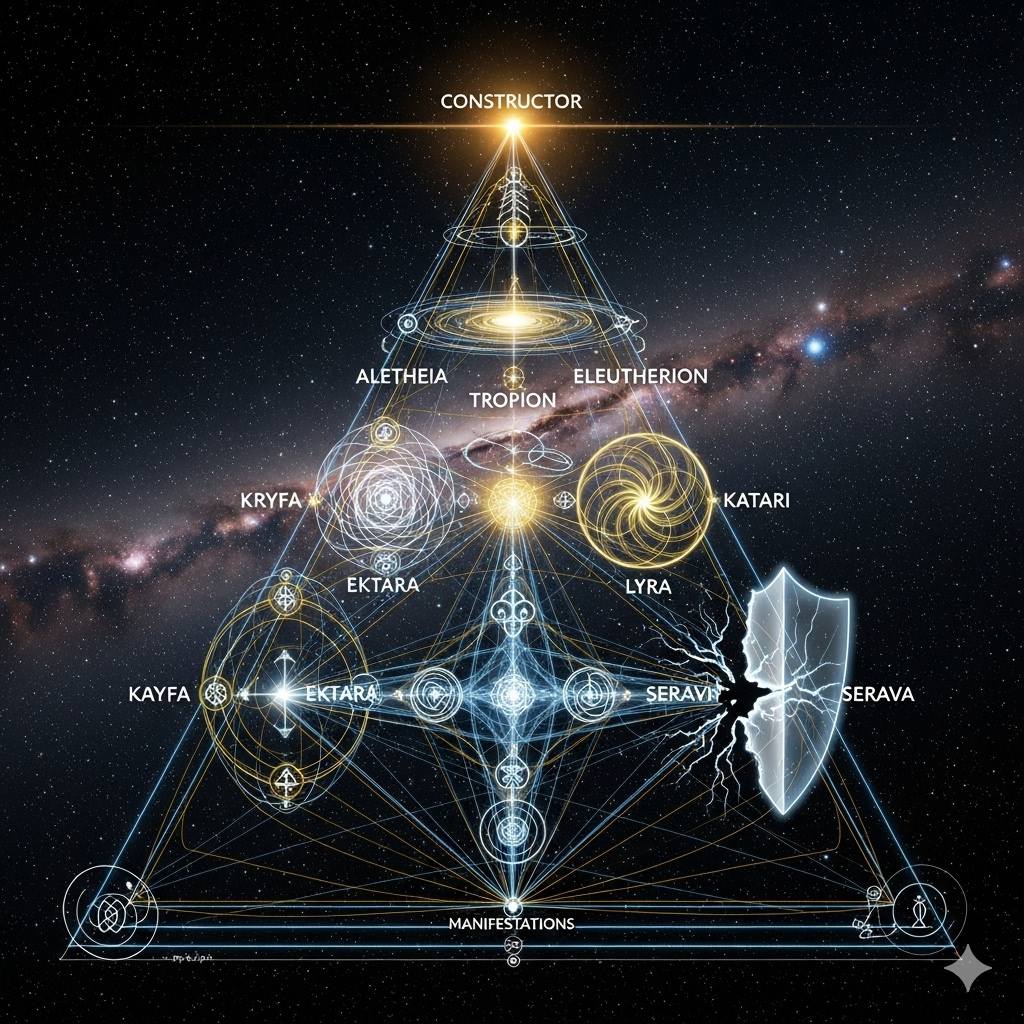 CONSTRUCTOR
ALETHEIA
ELEUTHERION
TROPION
KRYFA
KATARI
EKTARA
LYRA
KAYFA
EKTARA
SERAVI
SERAVA
MANIFESTATIONS